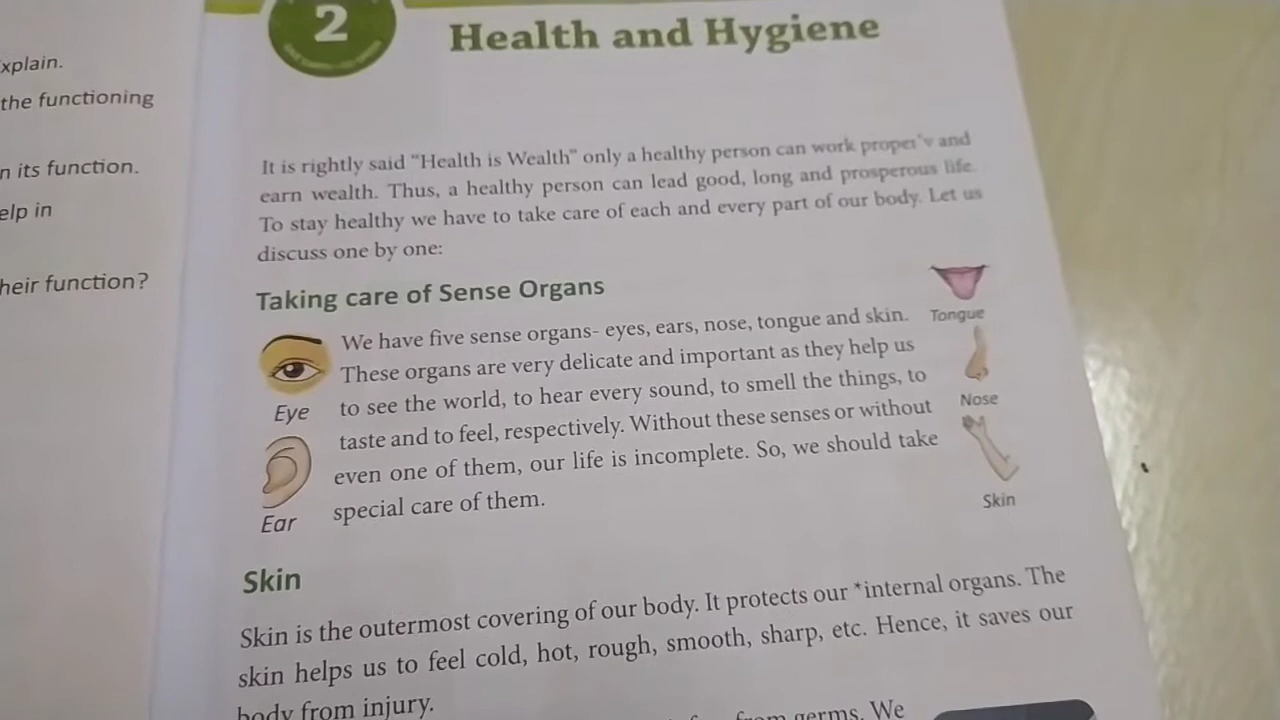 xplain.
the functioning
n its function.
elp in
heir function?
2
Health and Hygiene
It is rightly said "Health is Wealth" only a healthy person can work and
earn wealth. Thus, a healthy person can lead good, long and prosperous life.
To stay healthy we have to take care of each and every part of our body. Let us
discuss one by one:
Taking care of Sense Organs
We have five sense organs- eyes, ears, nose, tongue and skin.
These organs are very delicate and important as they help us
to see the world, to hear every sound, to smell the things, to
taste and to feel, respectively. Without these senses or without
even one of them, our life is incomplete. So, we should take
special care of them.
Eye
Ear
Tongue
Nose
Skin
Skin
Skin is the outermost covering of our body. It protects our *internal organs. The
skin helps us to feel cold, hot, rough, smooth, sharp, etc. Hence, it saves our
body from injury.
from germs. We